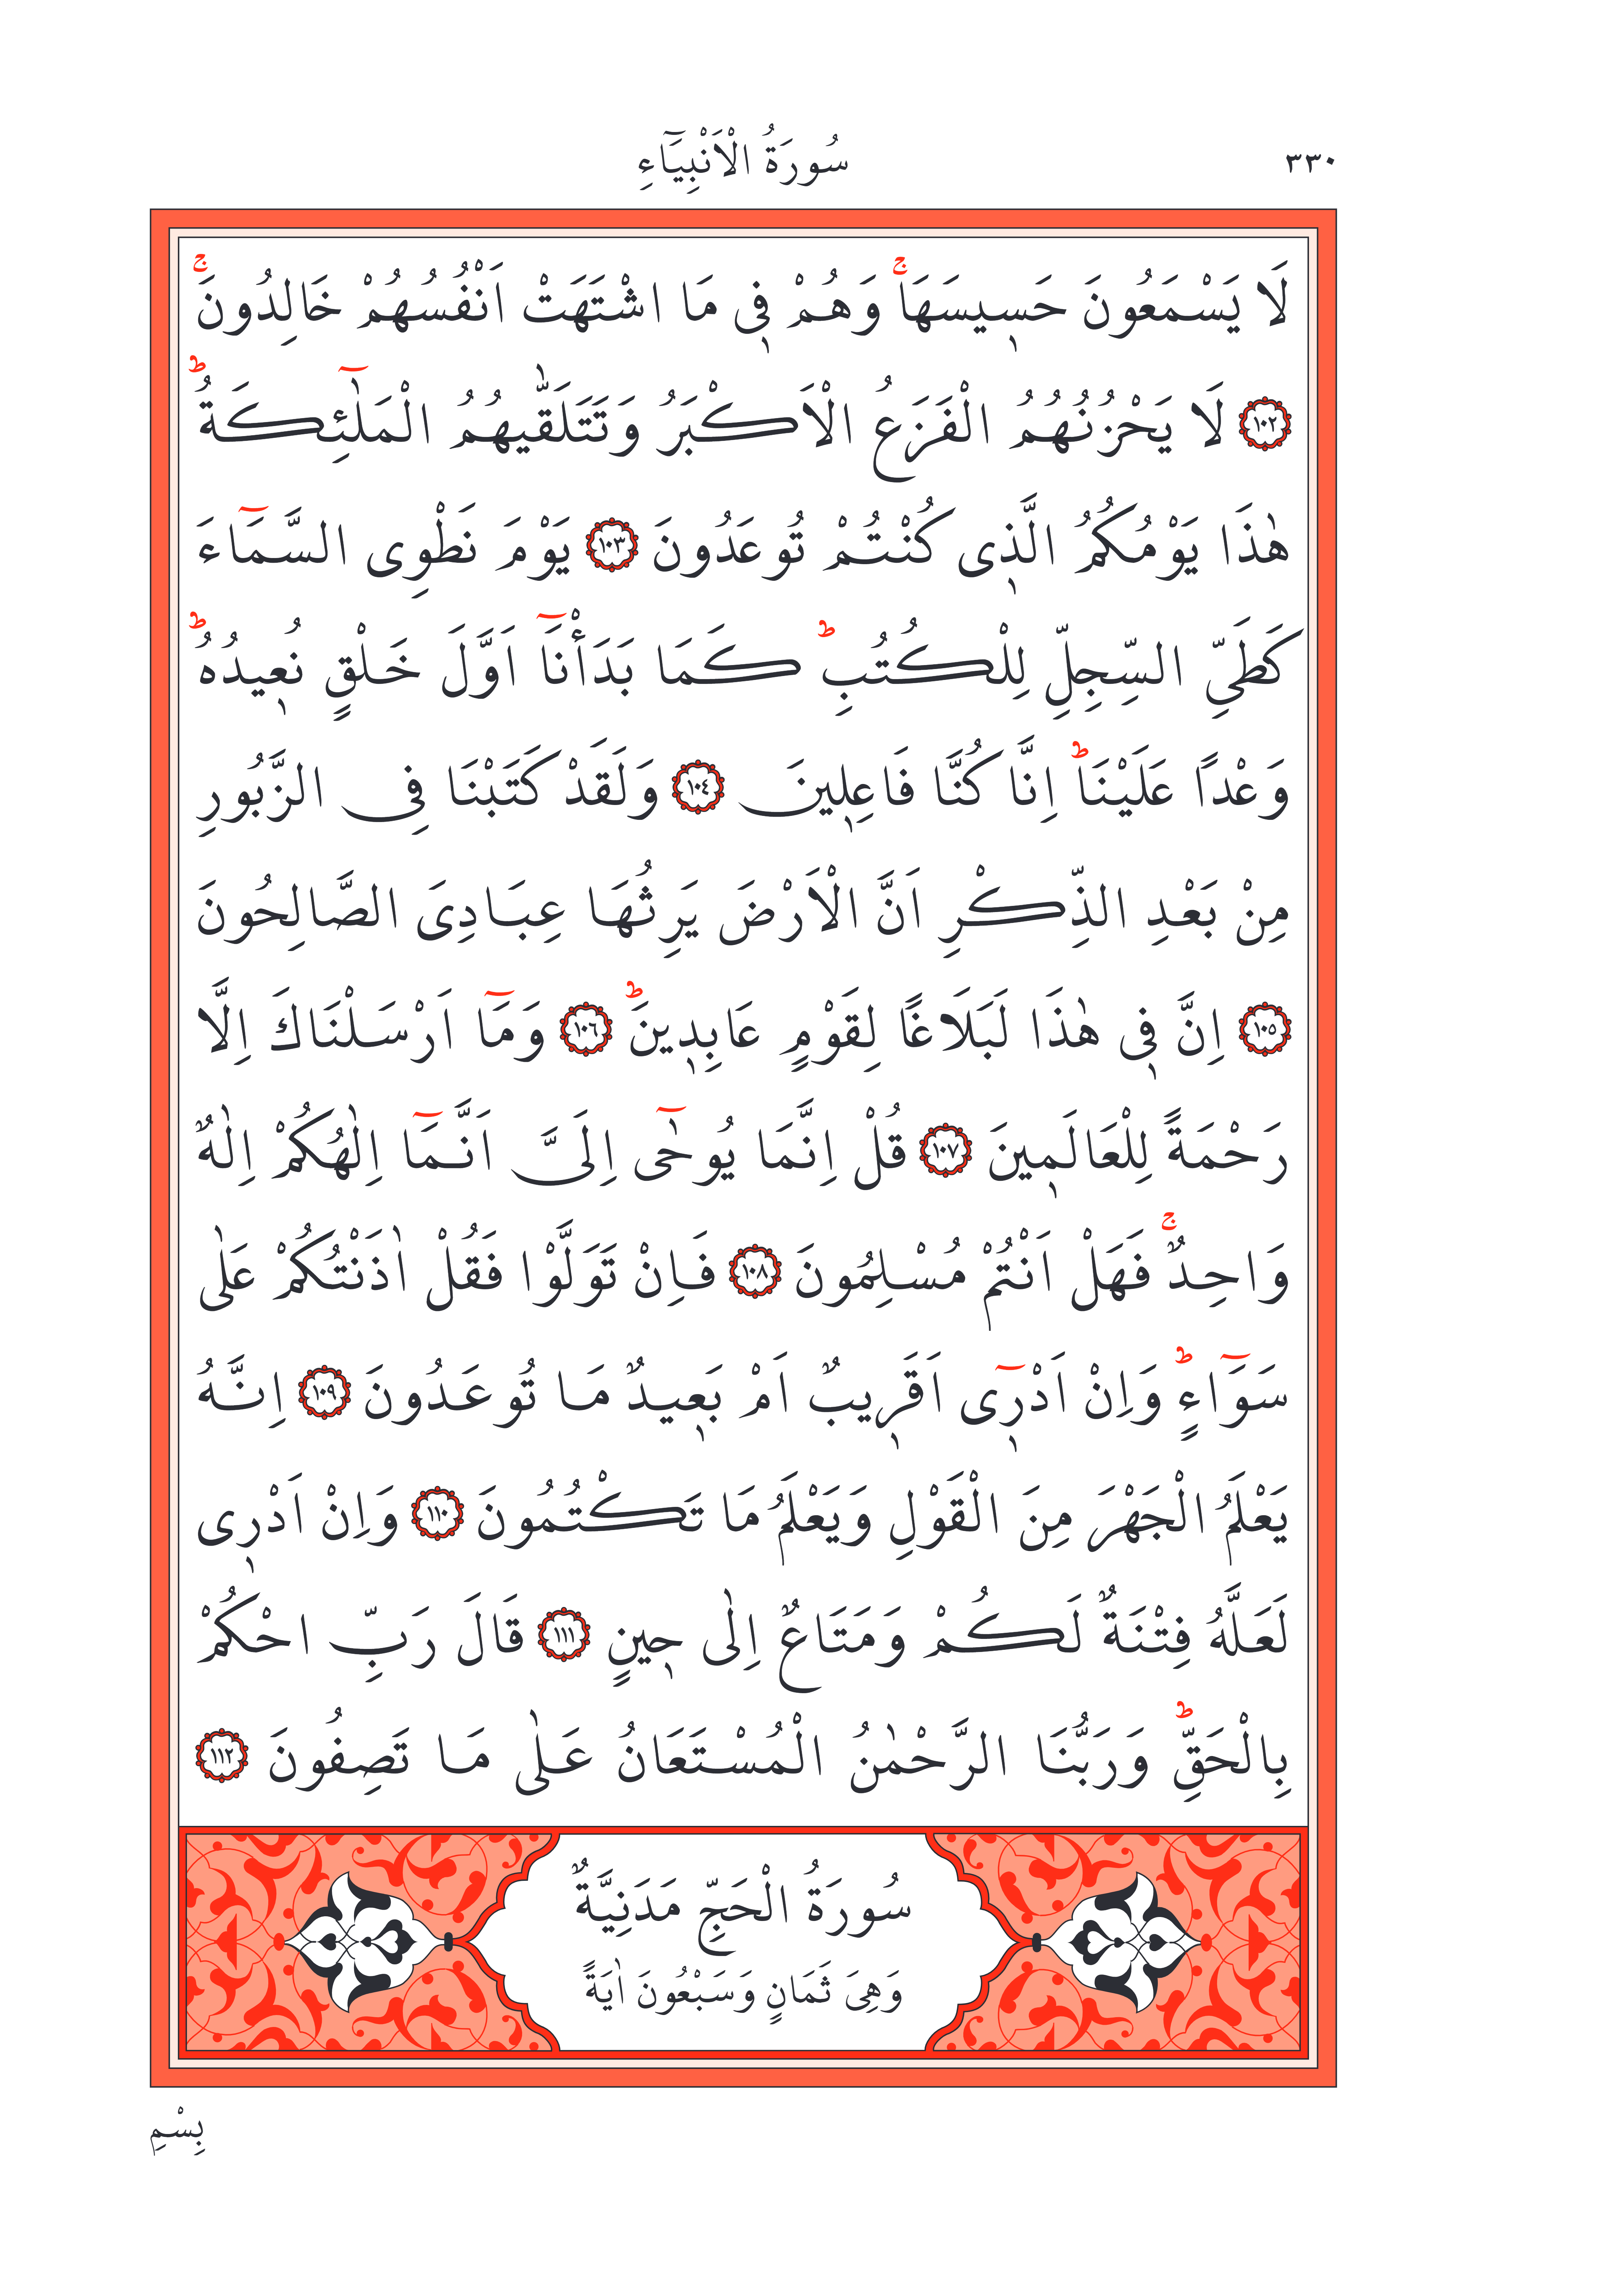 ٣٣٠ سُورَةُ الْاَنْبِيَٓاءِ
لَا يَسْمَعُونَ حَسٖيسَهَاۚ وَهُمْ فٖى مَا اشْتَهَتْ اَنْفُسُهُمْ خَالِدُونَۚ
﴿١٠٢﴾ لَا يَحْزُنُهُمُ الْفَزَعُ الْاَكْبَرُ وَتَتَلَقّٰيهُمُ الْمَلٰٓئِكَةُؕ
هٰذَا يَوْمُكُمُ الَّذٖى كُنْتُمْ تُوعَدُونَ ﴿١٠٣﴾ يَوْمَ نَطْوِى السَّمَٓاءَ
كَطَيِّ السِّجِلِّ لِلْكُتُبِؕ كَمَا بَدَأْنَٓا اَوَّلَ خَلْقٍ نُعٖيدُهُؕ
وَعْدًا عَلَيْنَاؕ اِنَّا كُنَّا فَاعِلٖينَ ﴿١٠٤﴾ وَلَقَدْ كَتَبْنَا فِى الزَّبُورِ
مِنْ بَعْدِ الذِّكْرِ اَنَّ الْاَرْضَ يَرِثُهَا عِبَادِىَ الصَّالِحُونَ
﴿١٠٥﴾ اِنَّ فٖى هٰذَا لَبَلَاغًا لِقَوْمٍ عَابِدٖينَؕ ﴿١٠٦﴾ وَمَٓا اَرْسَلْنَاكَ اِلَّا
رَحْمَةً لِلْعَالَمٖينَ ﴿١٠٧﴾ قُلْ اِنَّمَا يُوحٰٓى اِلَىَّ اَنَّمَٓا اِلٰهُكُمْ اِلٰهٌ
وَاحِدٌۚ فَهَلْ اَنْتُمْ مُسْلِمُونَ ﴿١٠٨﴾ فَاِنْ تَوَلَّوْا فَقُلْ اٰذَنْتُكُمْ عَلٰى
سَوَٓاءٍؕ وَاِنْ اَدْرٖٓى اَقَرٖيبٌ اَمْ بَعٖيدٌ مَا تُوعَدُونَ ﴿١٠٩﴾ اِنَّهُ
يَعْلَمُ الْجَهْرَ مِنَ الْقَوْلِ وَيَعْلَمُ مَا تَكْتُمُونَ ﴿١١٠﴾ وَاِنْ اَدْرٖى
لَعَلَّهُ فِتْنَةٌ لَكُمْ وَمَتَاعٌ اِلٰى حٖينٍ ﴿١١١﴾ قَالَ رَبِّ احْكُمْ
بِالْحَقِّؕ وَرَبُّنَا الرَّحْمٰنُ الْمُسْتَعَانُ عَلٰى مَا تَصِفُونَ ﴿١١٢﴾
سُورَةُ الْحَجِّ مَدَنِيَّةٌ
وَهِىَ ثَمَانٍ وَسَبْعُونَ اٰيَةً
بِسْمِ